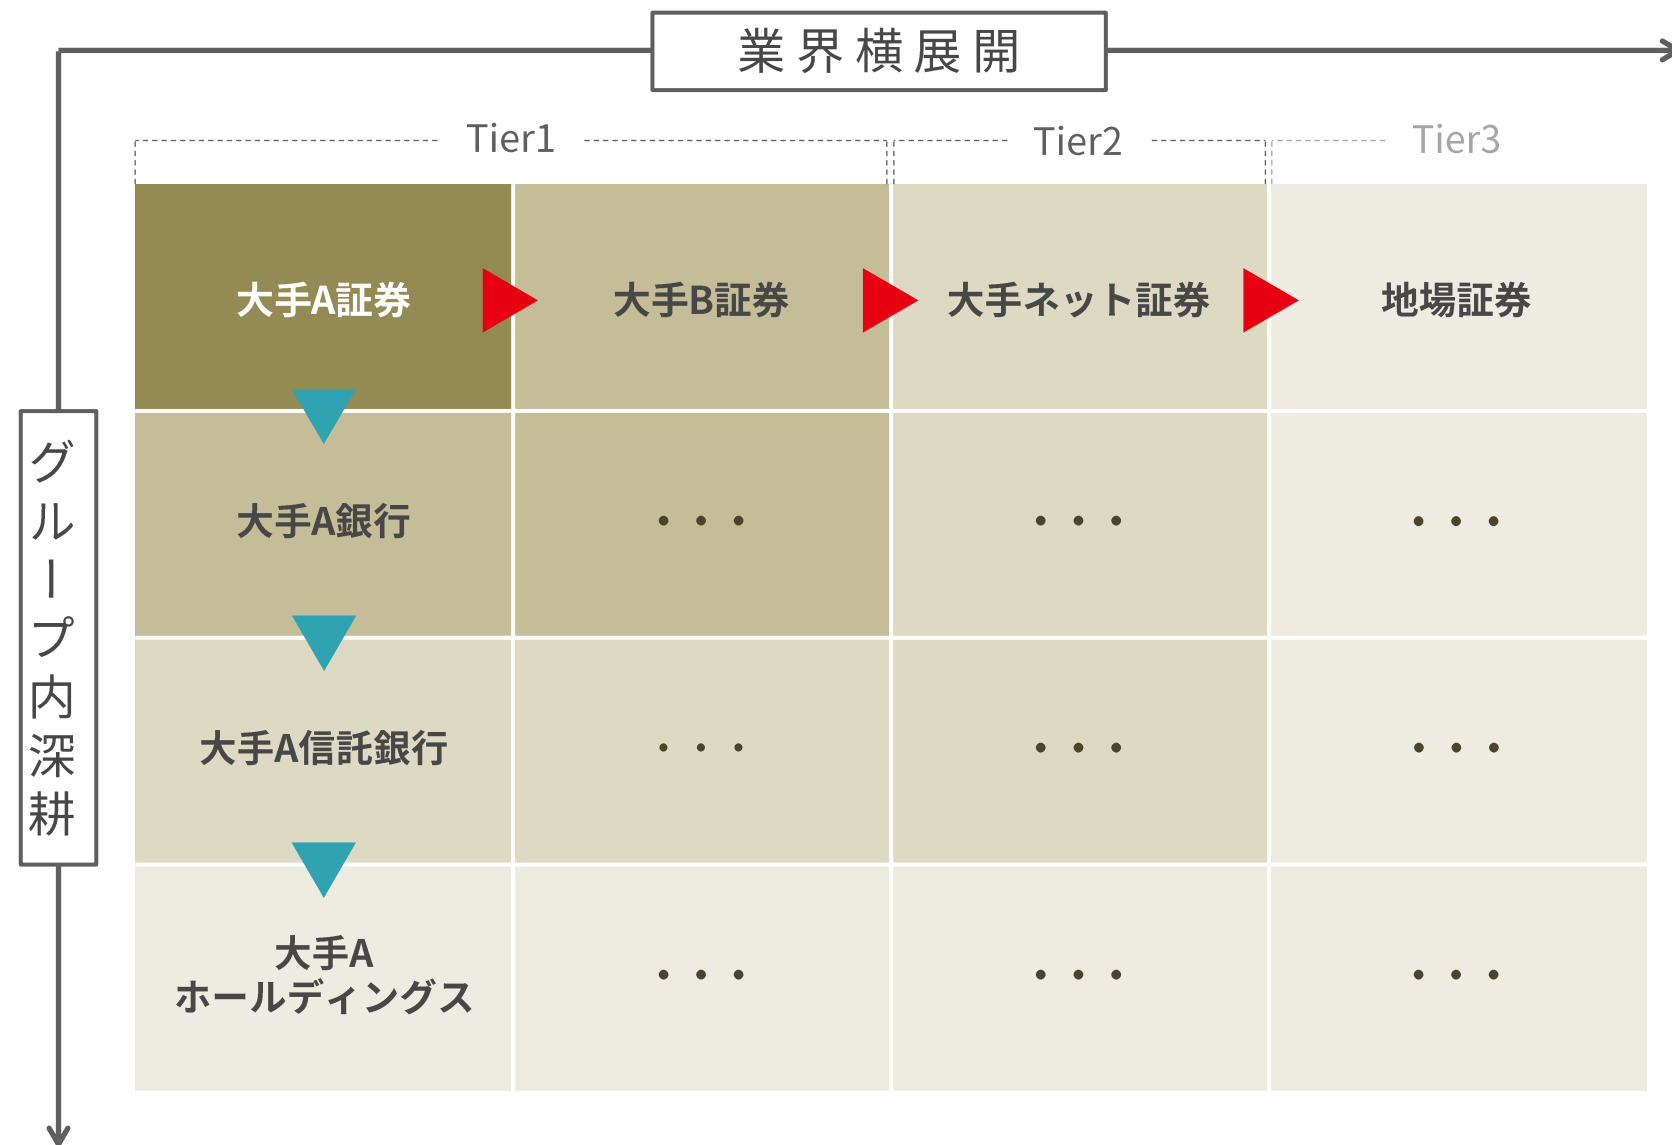 業界横展開
Tier1
Tier2
Tier3
大手A証券
大手B証券
大手ネット証券
地場証券
グループ内深耕
大手A銀行
・・・
・・・
・・・
大手A信託銀行
・・・
・・・
・・・
大手A
ホールディングス
・・・
・・・
・・・